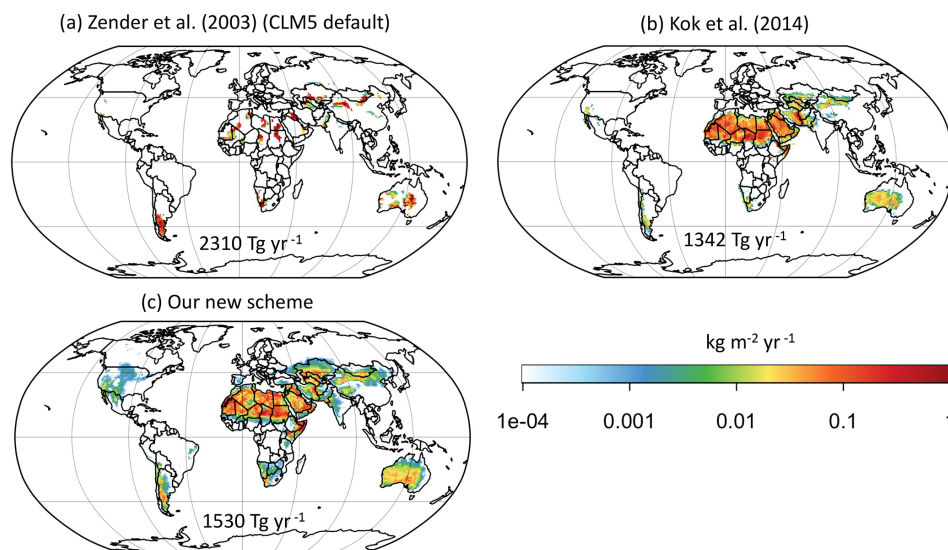 (a) Zender et al. (2003) (CLM5 default)
(b) Kok et al. (2014)
2310 Tg yr⁻¹
1342 Tg yr⁻¹
(c) Our new scheme
1530 Tg yr⁻¹
kg m⁻² yr⁻¹
1e-04 0.001 0.01 0.1 1